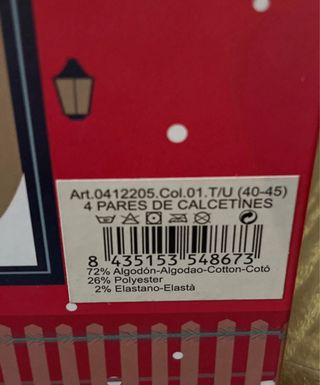 Art.0412205.Col.01.T/U (40-45)
4 PARES DE CALCETINES
8 435153 548673
72% Algodón-Algodao-Cotton-Cotó
26% Polyester
2% Elastano-Elastà